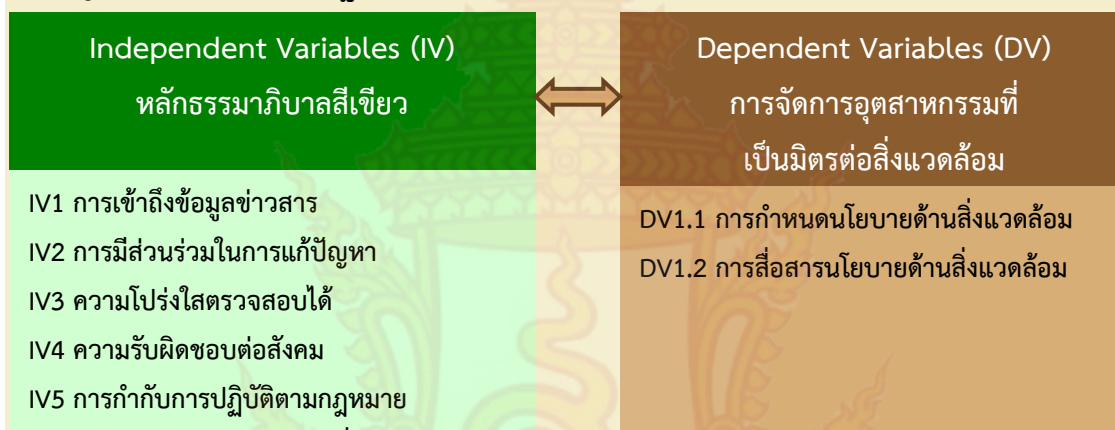 Independent Variables (IV)
หลักธรรมาภิบาลสีเขียว
Dependent Variables (DV)
การจัดการอุตสาหกรรมที่
เป็นมิตรต่อสิ่งแวดล้อม
IV1 การเข้าถึงข้อมูลข่าวสาร
IV2 การมีส่วนร่วมในการแก้ปัญหา
IV3 ความโปร่งใสตรวจสอบได้
IV4 ความรับผิดชอบต่อสังคม
IV5 การกำกับการปฏิบัติตามกฎหมาย
DV1.1 การกำหนดนโยบายด้านสิ่งแวดล้อม
DV1.2 การสื่อสารนโยบายด้านสิ่งแวดล้อม